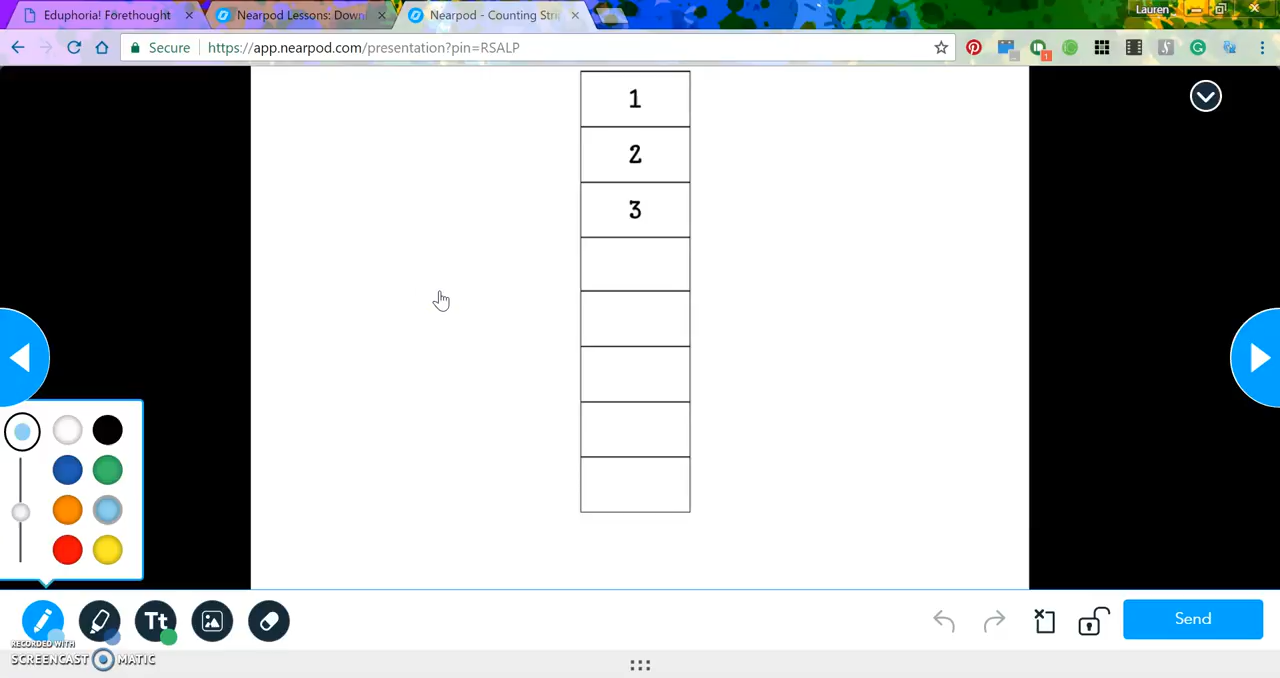 Lauren
Eduphoria! Forethought
Nearpod Lessons: Down
Nearpod - Counting Stri
Secure
https://app.nearpod.com/presentation?pin=RSALP
1
1
2
3
Tt
Send
RECORDED WITH
SCREENCAST MATIC